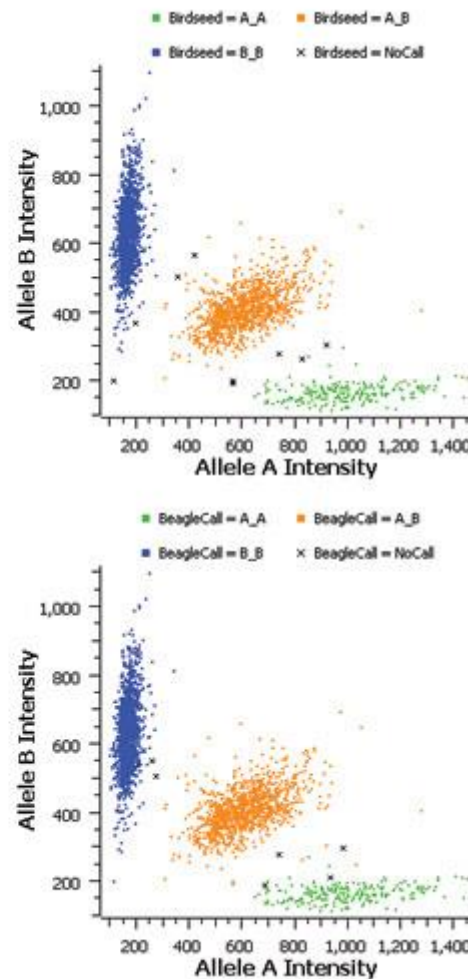 Birdseed = A_A Birdseed = A_B
Birdseed = B_B × Birdseed = NoCall
1,000
800
600
400
200
Allele B Intensity
200 400 600 800 1,000 1,200 1,400
Allele A Intensity
BeagleCall = A_A BeagleCall = A_B
BeagleCall = B_B × BeagleCall = NoCall
1,000
800
600
400
200
Allele B Intensity
200 400 600 800 1,000 1,200 1,400
Allele A Intensity